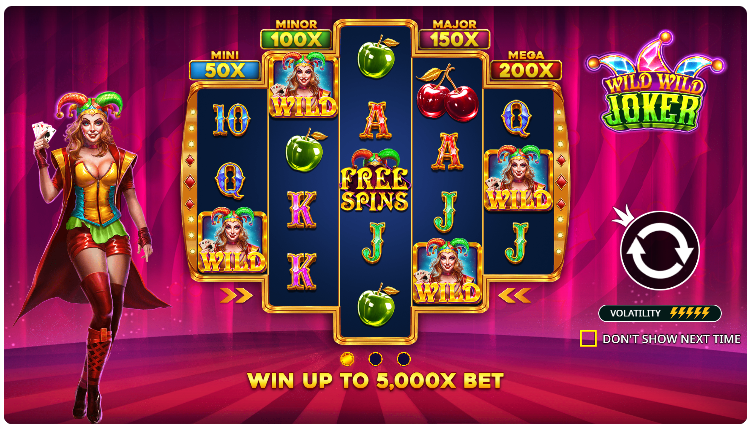 MINI
50X
MINOR
100X
MAJOR
150X
MEGA
200X
WILD WILD
JOKER
10
Q
WILD
WILD
K
K
A
FREE
SPINS
J
A
J
WILD
Q
WILD
J
VOLATILITY
DON'T SHOW NEXT TIME
WIN UP TO 5,000X BET